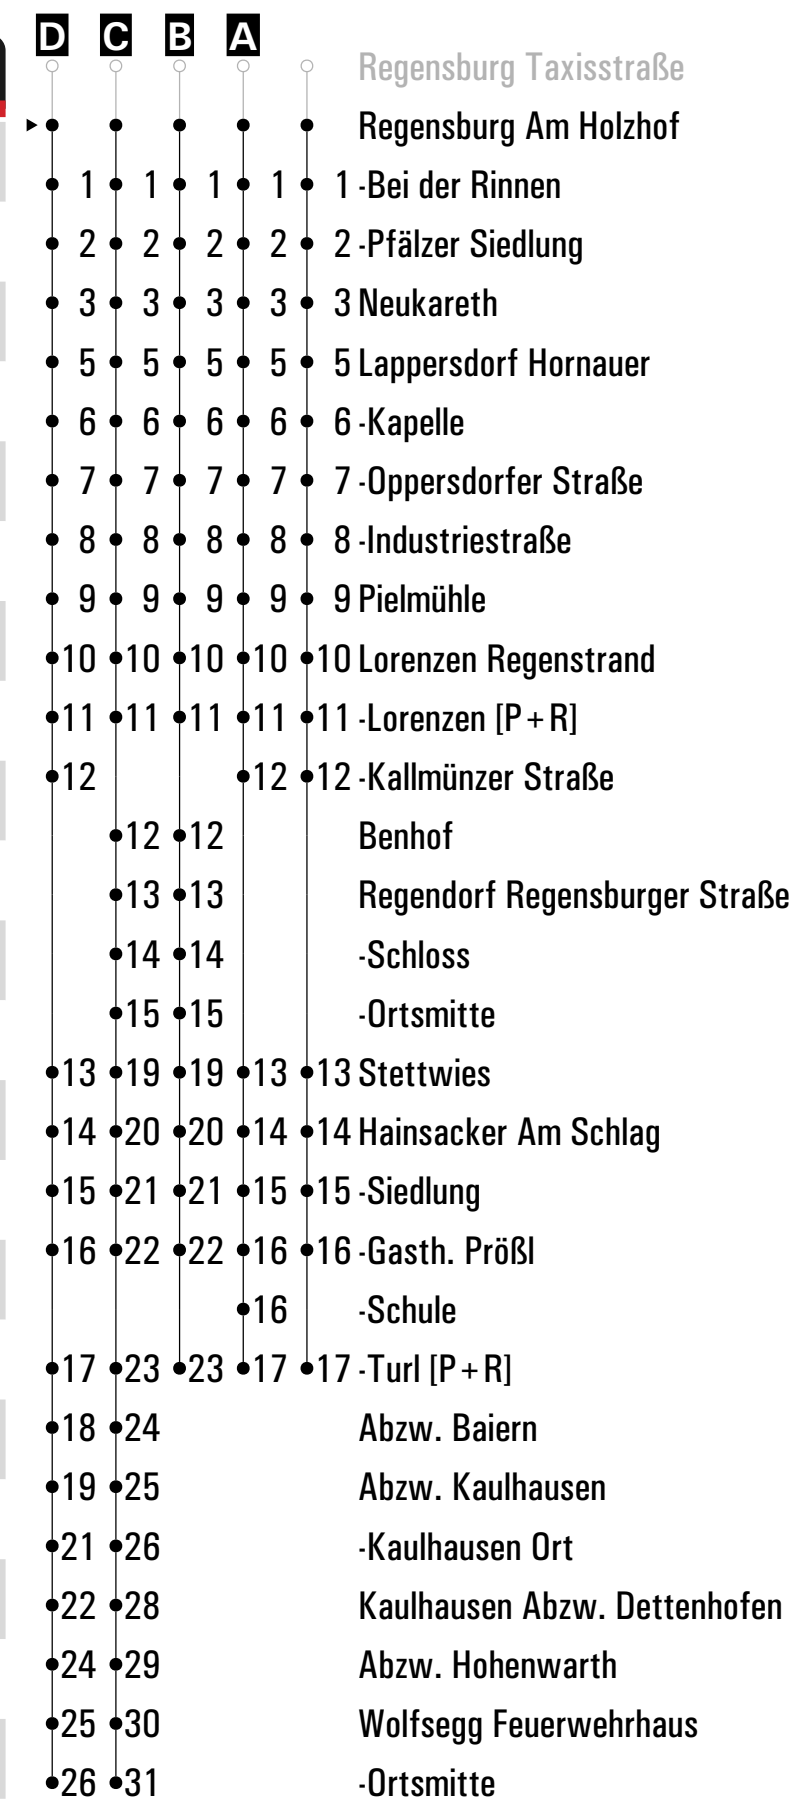 D C B A
Regensburg Taxisstraße
Regensburg Am Holzhof
1 1 1 1 1 -Bei der Rinnen
2 2 2 2 2 -Pfälzer Siedlung
3 3 3 3 3 Neukareth
5 5 5 5 5 Lappersdorf Hornauer
6 6 6 6 6 -Kapelle
7 7 7 7 7 -Oppersdorfer Straße
8 8 8 8 8 -Industriestraße
9 9 9 9 9 Pielmühle
10 10 10 10 10 Lorenzen Regenstrand
11 11 11 11 11 -Lorenzen [P+R]
12 12 12 -Kallmünzer Straße
12 12 Benhof
13 13 Regendorf Regensburger Straße
14 14 -Schloss
15 15 -Ortsmitte
13 19 19 13 13 Stettwies
14 20 20 14 14 Hainsacker Am Schlag
15 21 21 15 15 -Siedlung
16 22 22 16 16 -Gasth. Prößl
16 -Schule
17 23 23 17 17 -Turl [P+R]
18 24 Abzw. Baiern
19 25 Abzw. Kaulhausen
21 26 -Kaulhausen Ort
22 28 Kaulhausen Abzw. Dettenhofen
24 29 Abzw. Hohenwarth
25 30 Wolfsegg Feuerwehrhaus
26 31 -Ortsmitte